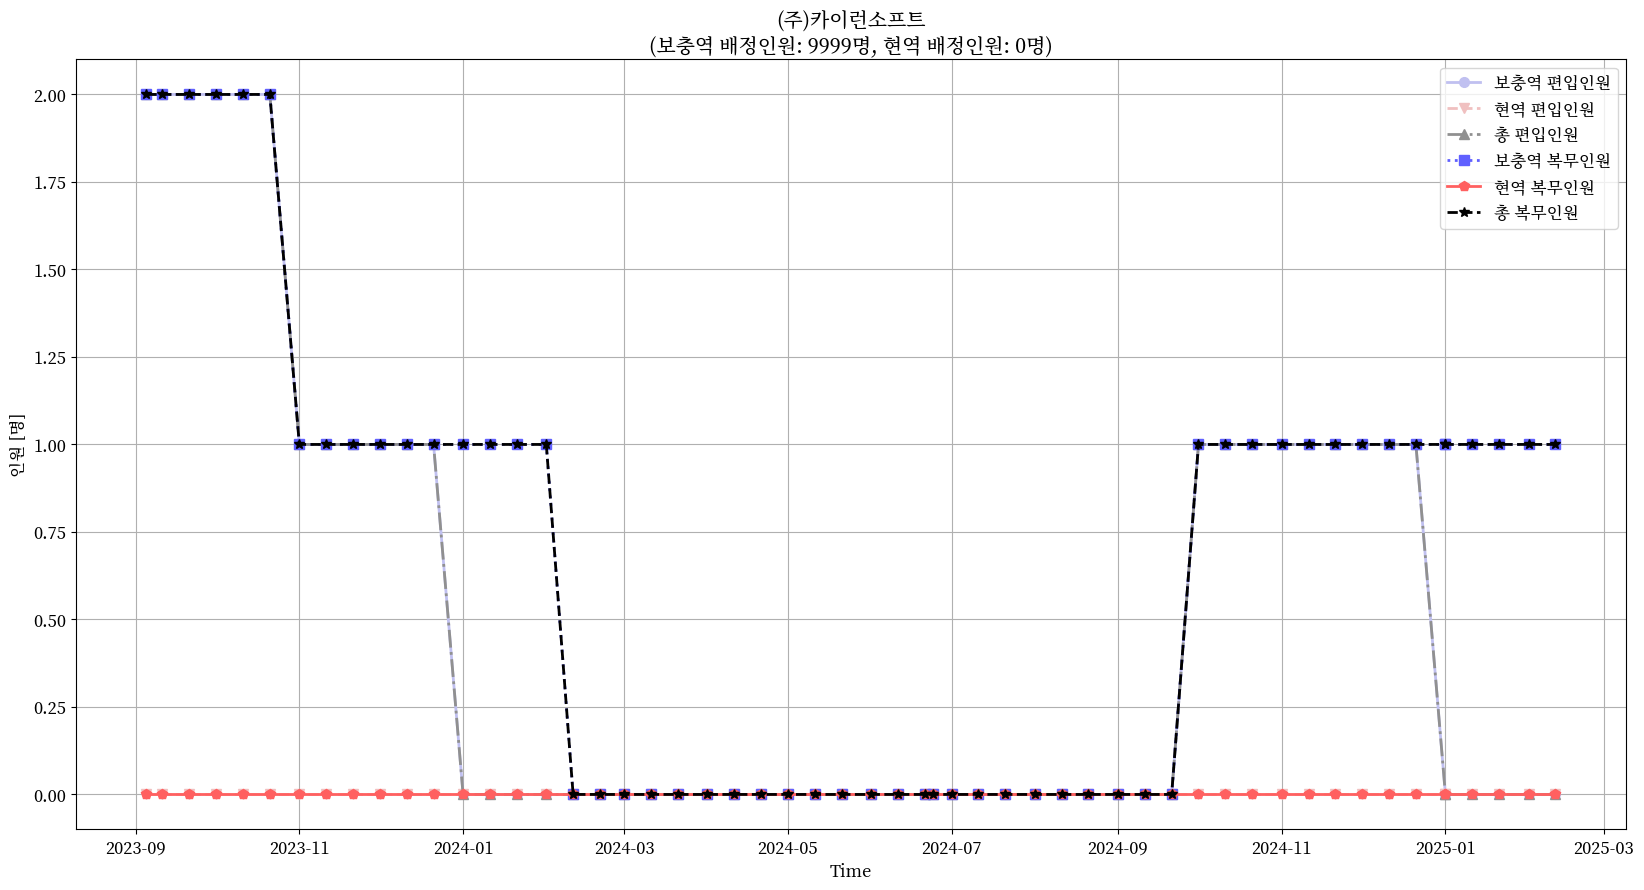 (주)카이런소프트
(보충역 배정인원: 9999명, 현역 배정인원: 0명)
보충역 편입인원
현역 편입인원
총 편입인원
보충역 복무인원
현역 복무인원
총 복무인원
인원 [명]
2.00
1.75
1.50
1.25
1.00
0.75
0.50
0.25
0.00
2023-09 2023-11 2024-01 2024-03 2024-05 2024-07 2024-09 2024-11 2025-01 2025-03
Time